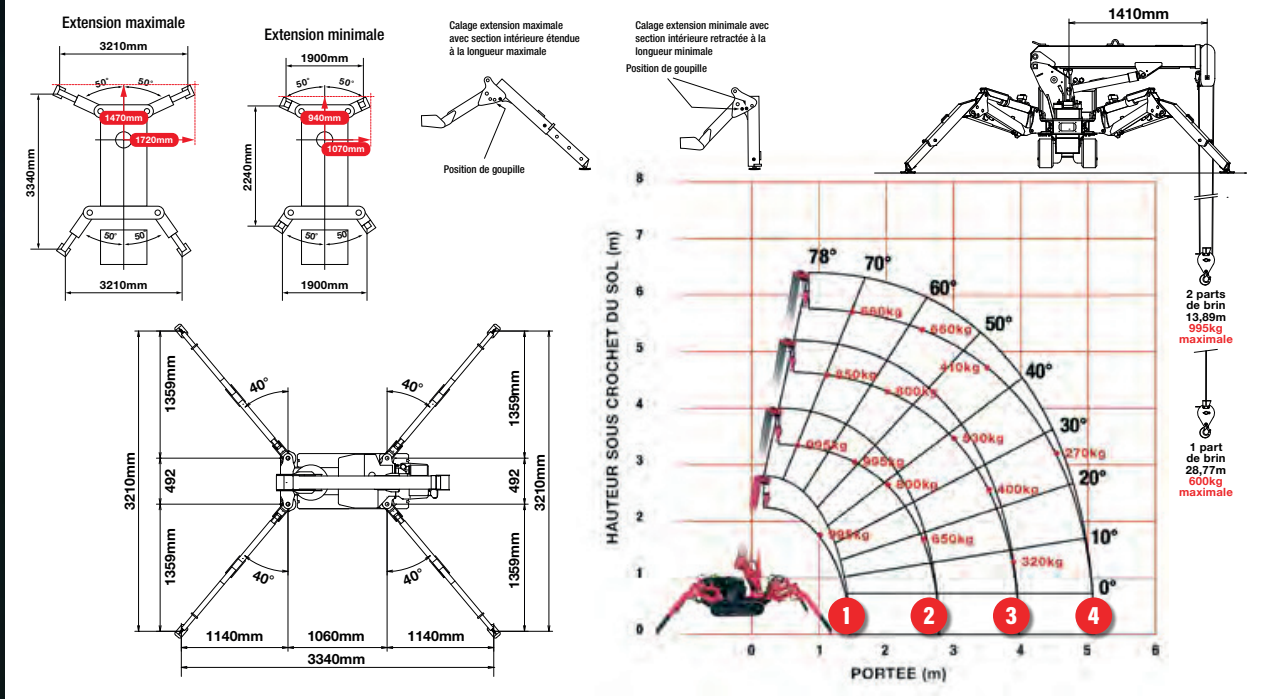 Extension maximale
3210mm
50°
50°
1470mm
1720mm
3340mm
50°
50
3210mm
Extension minimale
1900mm
50°
50°
940mm
1070mm
2240mm
50°
50
1900mm
Calage extension maximale
avec section intérieure étendue
à la longueur maximale
Position de goupille
Calage extension minimale avec
section intérieure retractée à la
longueur minimale
Position de goupille
1410mm
2 parts
de brin
13,89m
995kg
maximale
1 part
de brin
28,77m
600kg
maximale
3210mm
1359mm
492
1359mm
40°
40°
40°
40°
1359mm
492
1359mm
3210mm
1140mm
1060mm
1140mm
3340mm
HAUTEUR SOUS CROCHET DU SOL (m)
8
7
6
5
4
3
2
1
0
78°
70°
60°
50°
40°
30°
20°
10°
0°
660kg
660kg
410kg
270kg
850kg
800kg
530kg
400kg
320kg
995kg
995kg
800kg
650kg
995kg
1
2
3
4
0
1
2
3
4
5
6
PORTEE (m)